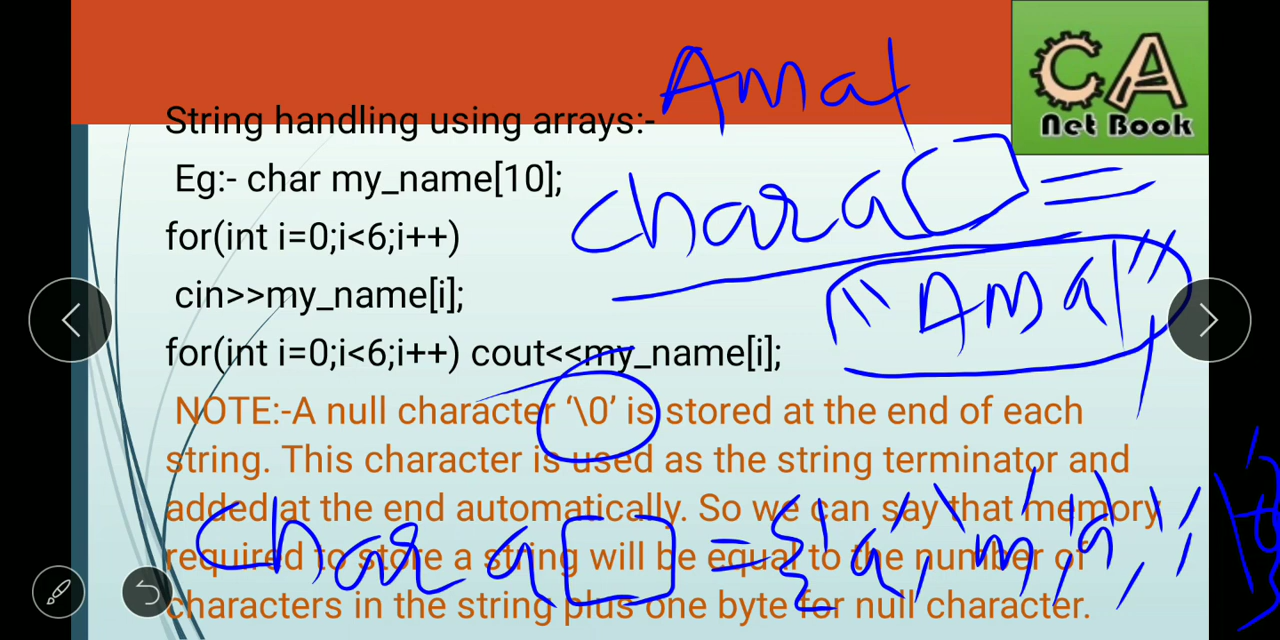 Amal
CA
Net Book
String handling using arrays:-
Eg:- char my_name[10];
char a[] =
for(int i=0;i<6;i++)
cin>>my_name[i];
"Amal";
for(int i=0;i<6;i++) cout<<my_name[i];
NOTE:-A null character ‘\0’ is stored at the end of each
string. This character is used as the string terminator and
added at the end automatically. So we can say that memory
required to store a string will be equal to the number of
characters in the string plus one byte for null character.
char a[] = {'a', 'm', 'a',